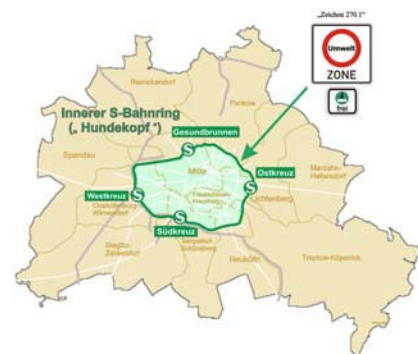 „Zeichen 270.1“
Umwelt
ZONE
frei
Reinickendorf
Pankow
Innerer S-Bahnring
(„ Hundekopf “)
Gesundbrunnen
S
Spandau
Mitte
Ostkreuz
S
Marzahn-
Hellersdorf
Westkreuz
S
Friedrichshain-
Kreuzberg
Lichtenberg
Charlottenburg-
Wilmersdorf
S
Südkreuz
Steglitz-
Zehlendorf
Tempelhof-
Schöneberg
Neukölln
Treptow-Köpenick